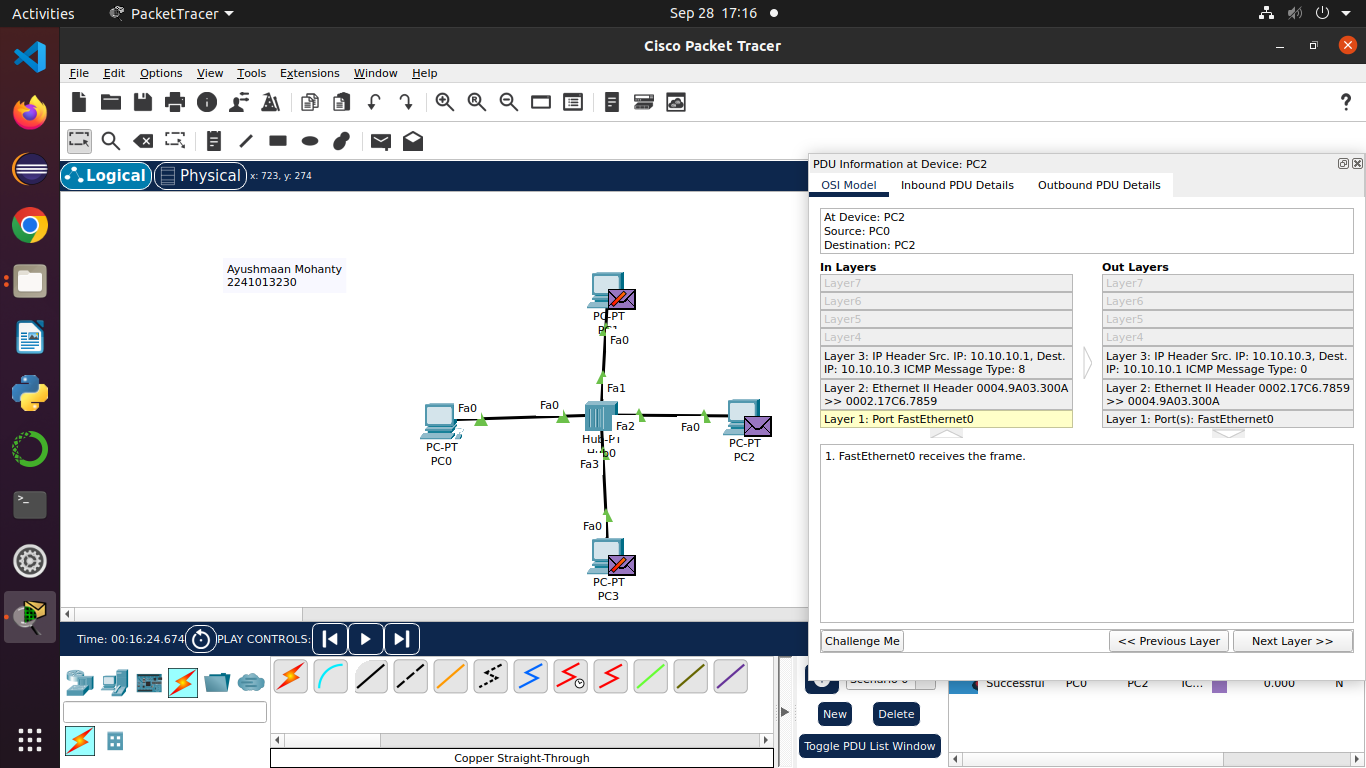 Activities
PacketTracer
Sep 28 17:16
Cisco Packet Tracer
File Edit Options View Tools Extensions Window Help
?
Logical
Physical
x: 723, y: 274
PDU Information at Device: PC2
OSI Model
Inbound PDU Details
Outbound PDU Details
At Device: PC2
Source: PC0
Destination: PC2
In Layers
Out Layers
Layer7
Layer7
Layer6
Layer6
Layer5
Layer5
Layer4
Layer4
Layer 3: IP Header Src. IP: 10.10.10.1, Dest.
IP: 10.10.10.3 ICMP Message Type: 8
Layer 3: IP Header Src. IP: 10.10.10.3, Dest.
IP: 10.10.10.1 ICMP Message Type: 0
Layer 2: Ethernet II Header 0004.9A03.300A
>> 0002.17C6.7859
Layer 2: Ethernet II Header 0002.17C6.7859
>> 0004.9A03.300A
Layer 1: Port FastEthernet0
Layer 1: Port(s): FastEthernet0
1. FastEthernet0 receives the frame.
Challenge Me
<< Previous Layer
Next Layer >>
Ayushmaan Mohanty
2241013230
PC-PT
Fa0
Fa1
Fa0
Fa0
PC-PT
PC0
Fa2
Fa0
PC-PT
PC2
Fa3
Fa0
PC-PT
PC3
Time: 00:16:24.674
PLAY CONTROLS:
Successful PC0 PC2 IC... 0.000 N
New
Delete
Toggle PDU List Window
Copper Straight-Through